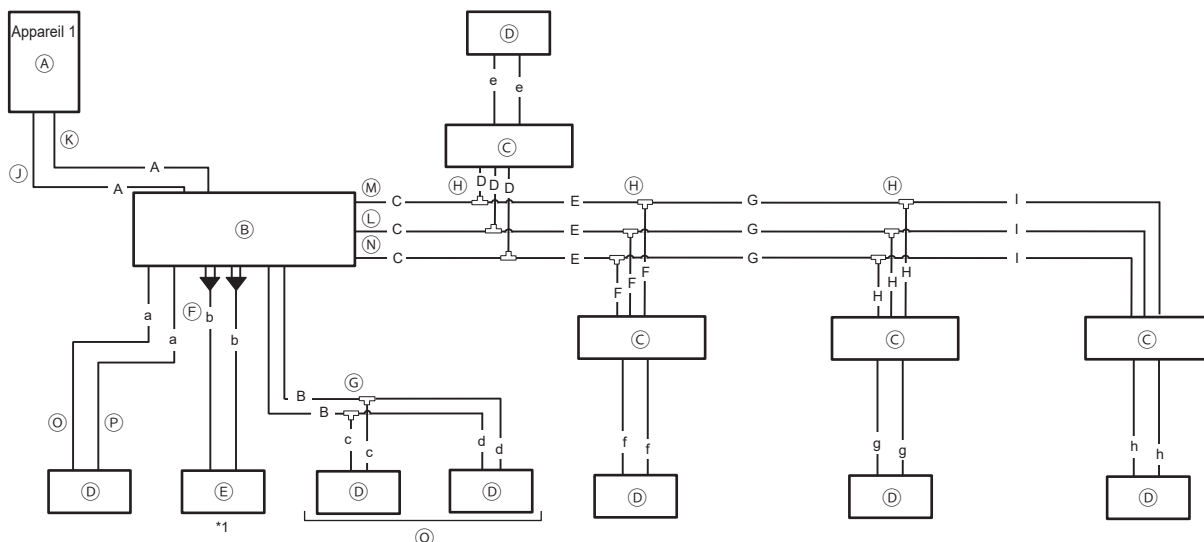 Appareil 1
Ⓐ
Ⓓ
e e
Ⓒ
Ⓚ
Ⓙ
A
A
D D D
Ⓗ Ⓗ Ⓗ
Ⓜ
C E G I
Ⓛ
C E G I
Ⓝ
C E G I
Ⓑ
F F F
H H H
a a
Ⓕ
b b
Ⓒ Ⓒ Ⓒ
Ⓖ
B
B
Ⓞ Ⓟ
c c
d d
f f
g g
h h
Ⓓ Ⓔ Ⓓ Ⓓ Ⓓ Ⓓ Ⓓ
*1
Ⓠ